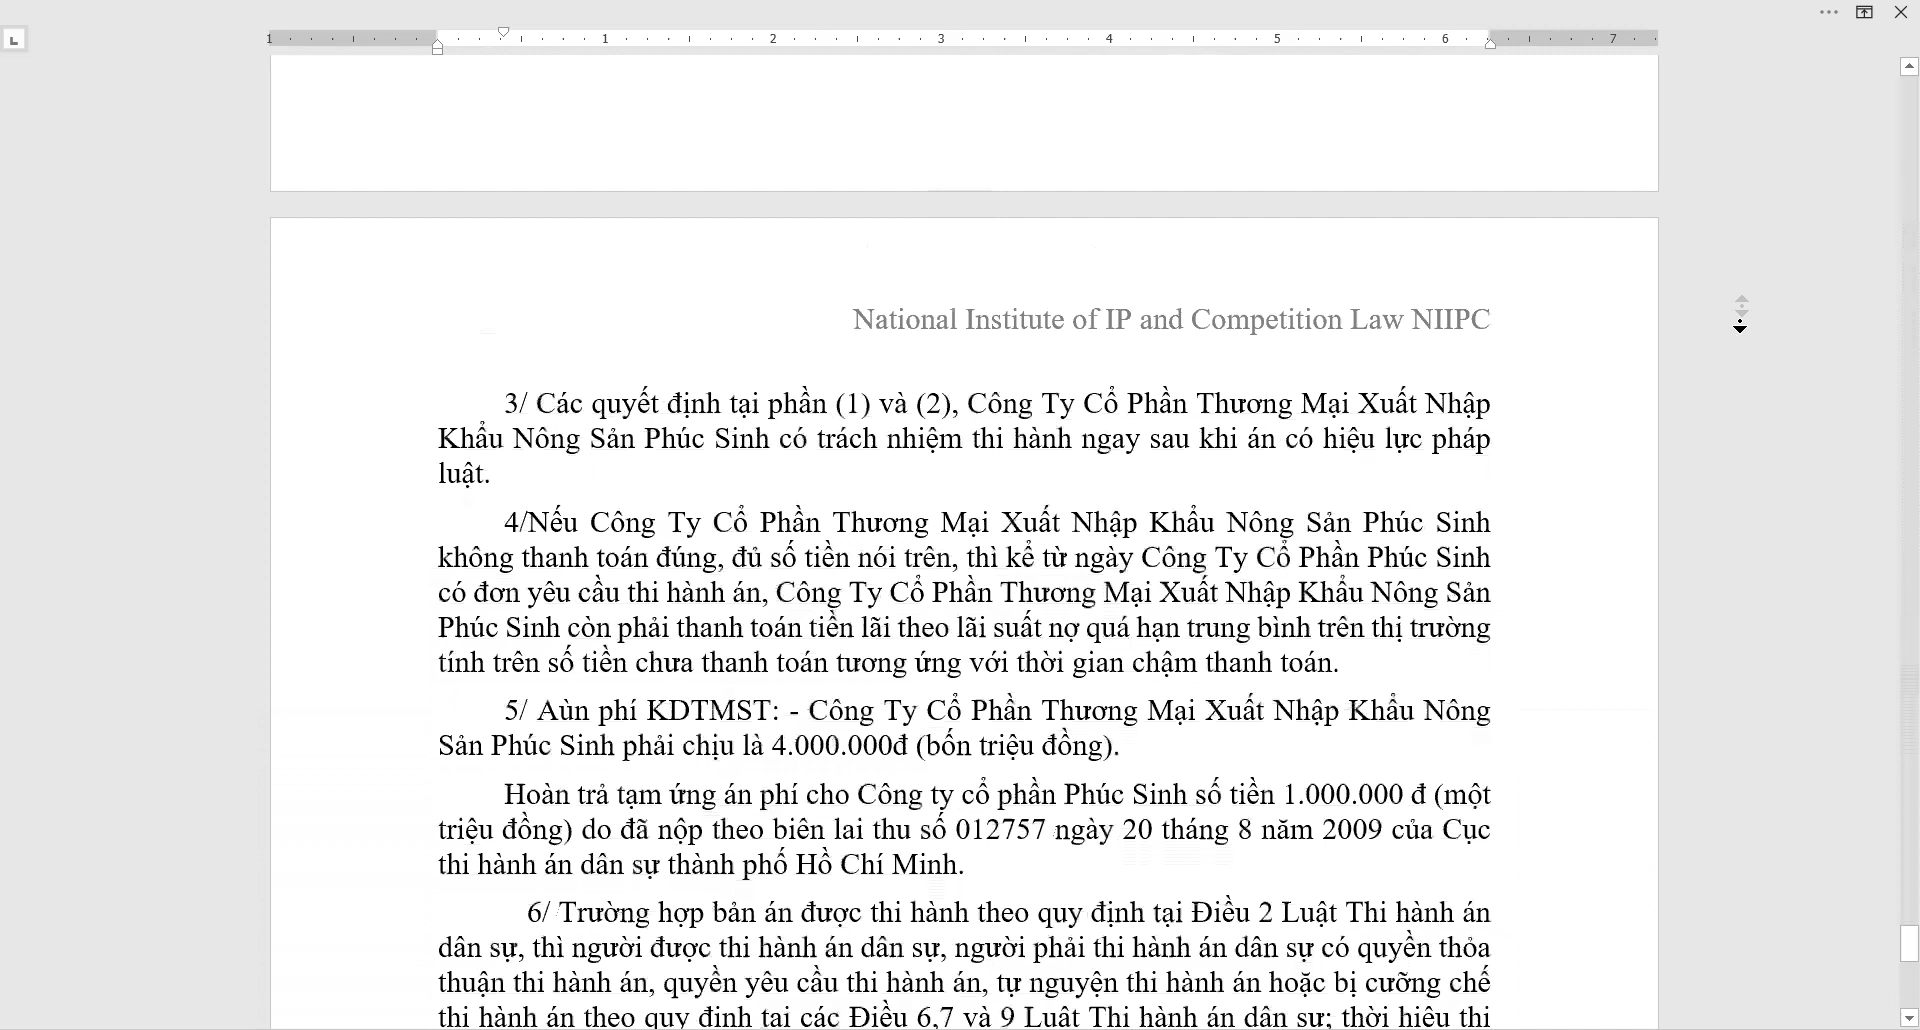 1 1 2 3 4 5 6 7
National Institute of IP and Competition Law NIIPC
3/ Các quyết định tại phần (1) và (2), Công Ty Cổ Phần Thương Mại Xuất Nhập
Khẩu Nông Sản Phúc Sinh có trách nhiệm thi hành ngay sau khi án có hiệu lực pháp
luật.
4/Nếu Công Ty Cổ Phần Thương Mại Xuất Nhập Khẩu Nông Sản Phúc Sinh
không thanh toán đúng, đủ số tiền nói trên, thì kể từ ngày Công Ty Cổ Phần Phúc Sinh
có đơn yêu cầu thi hành án, Công Ty Cổ Phần Thương Mại Xuất Nhập Khẩu Nông Sản
Phúc Sinh còn phải thanh toán tiền lãi theo lãi suất nợ quá hạn trung bình trên thị trường
tính trên số tiền chưa thanh toán tương ứng với thời gian chậm thanh toán.
5/ Aùn phí KDTMST: - Công Ty Cổ Phần Thương Mại Xuất Nhập Khẩu Nông
Sản Phúc Sinh phải chịu là 4.000.000đ (bốn triệu đồng).
Hoàn trả tạm ứng án phí cho Công ty cổ phần Phúc Sinh số tiền 1.000.000 đ (một
triệu đồng) do đã nộp theo biên lai thu số 012757 ngày 20 tháng 8 năm 2009 của Cục
thi hành án dân sự thành phố Hồ Chí Minh.
6/ Trường hợp bản án được thi hành theo quy định tại Điều 2 Luật Thi hành án
dân sự, thì người được thi hành án dân sự, người phải thi hành án dân sự có quyền thỏa
thuận thi hành án, quyền yêu cầu thi hành án, tự nguyện thi hành án hoặc bị cưỡng chế
thi hành án theo quy định tại các Điều 6,7 và 9 Luật Thi hành án dân sự; thời hiệu thi